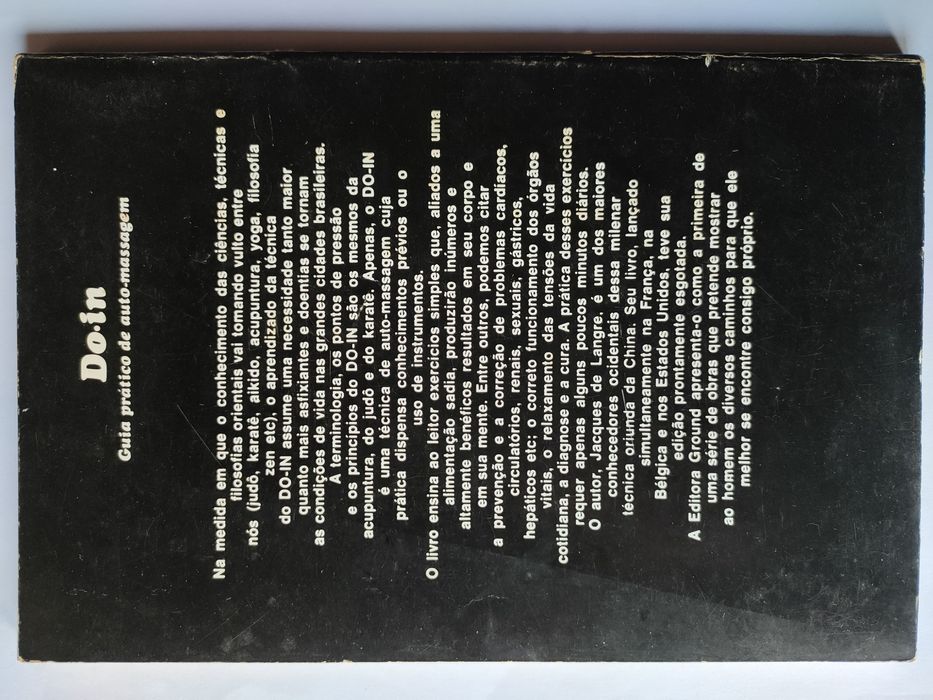 Do-in
Guia prático de auto-massagem
Na medida em que o conhecimento das ciências, técnicas e
filosofias orientais vai tomando vulto entre
nós (judô, karatê, aikido, acupuntura, yoga, filosofia
zen etc), o aprendizado da técnica
do DO-IN assume uma necessidade tanto maior
quanto mais asfixiantes e doentias se tornam
as condições de vida nas grandes cidades brasileiras.
A terminologia, os pontos de pressão
e os princípios do DO-IN são os mesmos da
acupuntura, do judô e do karatê. Apenas, o DO-IN
é uma técnica de auto-massagem cuja
prática dispensa conhecimentos prévios ou o
uso de instrumentos.
O livro ensina ao leitor exercícios simples que, aliados a uma
alimentação sadia, produzirão inúmeros e
altamente benéficos resultados em seu corpo e
em sua mente. Entre outros, podemos citar
a prevenção e a correção de problemas cardíacos,
circulatórios, renais, sexuais, gástricos,
hepáticos etc; o correto funcionamento dos órgãos
vitais, o relaxamento das tensões da vida
cotidiana, a diagnose e a cura. A prática desses exercícios
requer apenas alguns poucos minutos diários.
O autor, Jacques de Langre, é um dos maiores
conhecedores ocidentais dessa milenar
técnica oriunda da China. Seu livro, lançado
simultaneamente na França, na
Bélgica e nos Estados Unidos, teve sua
edição prontamente esgotada.
A Editora Ground apresenta-o como a primeira de
uma série de obras que pretende mostrar
ao homem os diversos caminhos para que ele
melhor se encontre consigo próprio.